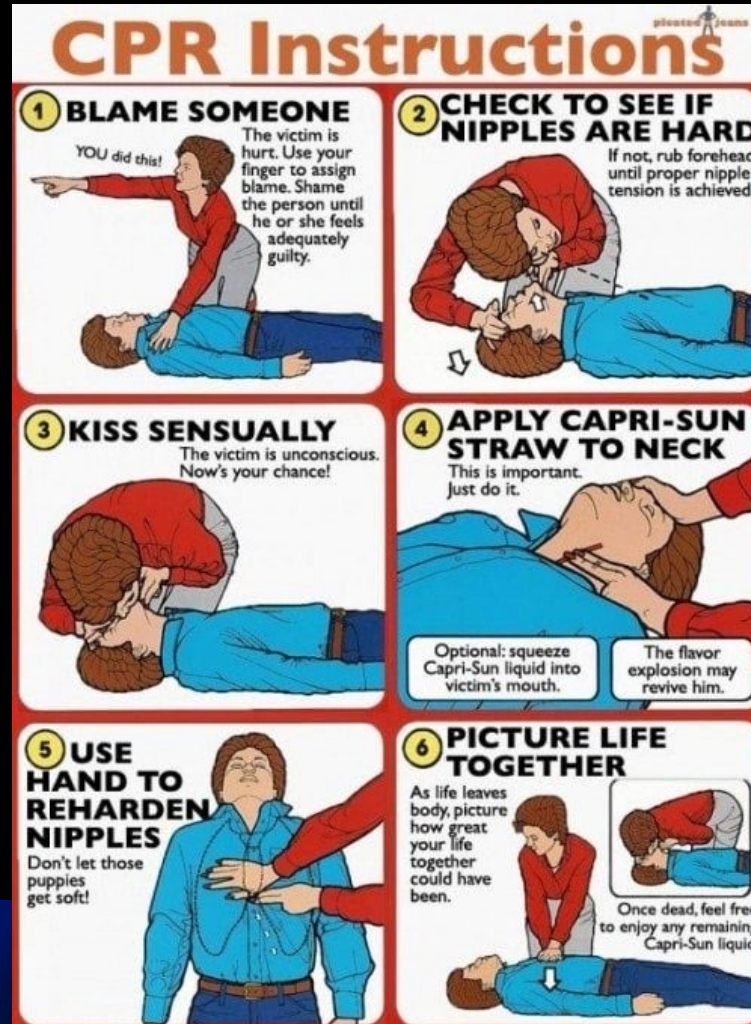 pleated jeans
CPR Instructions
1 BLAME SOMEONE
YOU did this!
The victim is
hurt. Use your
finger to assign
blame. Shame
the person until
he or she feels
adequately
guilty.
2 CHECK TO SEE IF
NIPPLES ARE HARD
If not, rub forehead
until proper nipple
tension is achieved
3 KISS SENSUALLY
The victim is unconscious.
Now's your chance!
4 APPLY CAPRI-SUN
STRAW TO NECK
This is important.
Just do it.
Optional: squeeze
Capri-Sun liquid into
victim's mouth.
The flavor
explosion may
revive him.
5 USE
HAND TO
REHARDEN
NIPPLES
Don't let those
puppies
get soft!
6 PICTURE LIFE
TOGETHER
As life leaves
body, picture
how great
your life
together
could have
been.
Once dead, feel free
to enjoy any remaining
Capri-Sun liquid